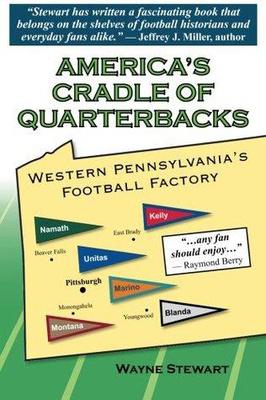 "Stewart has written a fascinating book that
belongs on the shelves of football historians and
everyday fans alike." — Jeffrey J. Miller, author
AMERICA'S
CRADLE OF
QUARTERBACKS
WESTERN PENNSYLVANIA'S
FOOTBALL FACTORY
Kelly
Namath
East Brady
Beaver Falls
Unitas
"…any fan
should enjoy…"
— Raymond Berry
Pittsburgh
Marino
Monongahela
Youngwood
Blanda
Montana
WAYNE STEWART